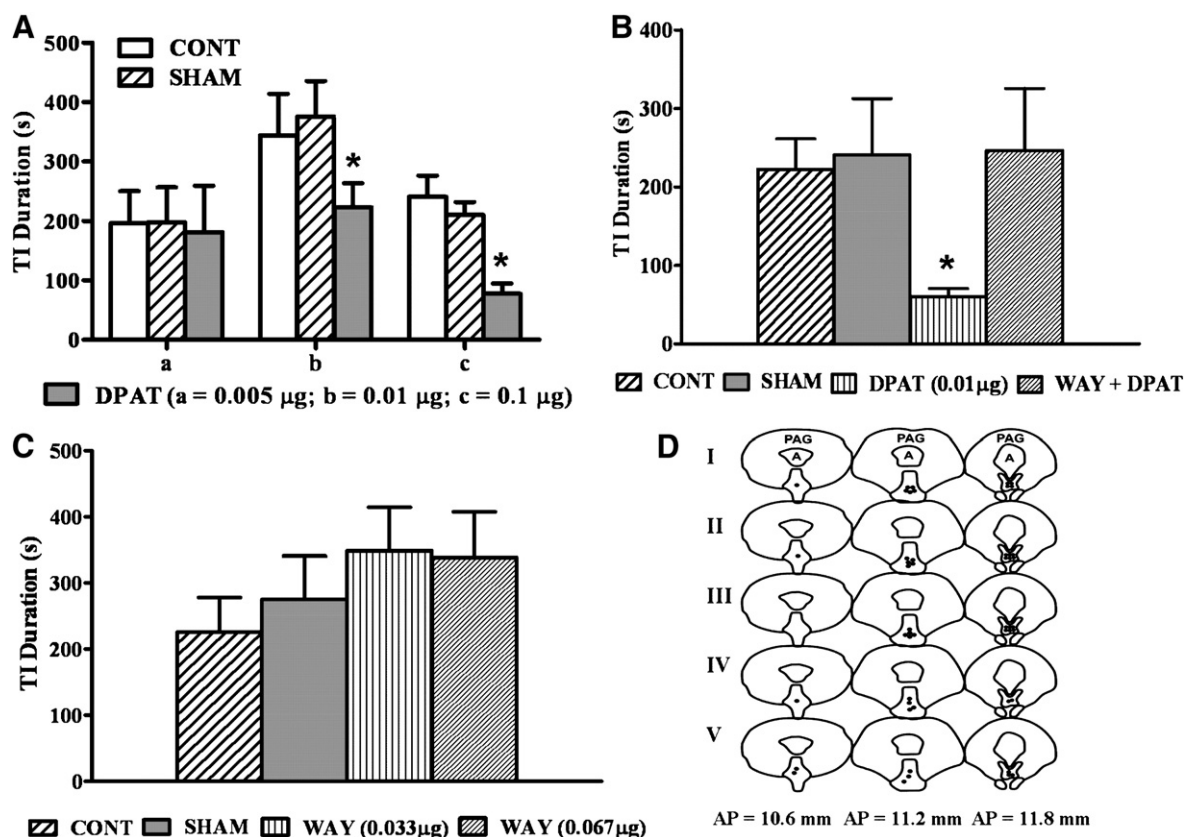 A
500
400
300
200
100
0
TI Duration (s)
CONT
SHAM
*
*
a b c
DPAT (a = 0.005 µg; b = 0.01 µg; c = 0.1 µg)
B
400
300
200
100
0
TI Duration (s)
*
CONT SHAM DPAT (0.01µg) WAY + DPAT
C
500
400
300
200
100
0
TI Duration (s)
CONT SHAM WAY (0.033µg) WAY (0.067µg)
D
I
PAG PAG PAG
A A A
II
III
IV
V
AP = 10.6 mm AP = 11.2 mm AP = 11.8 mm